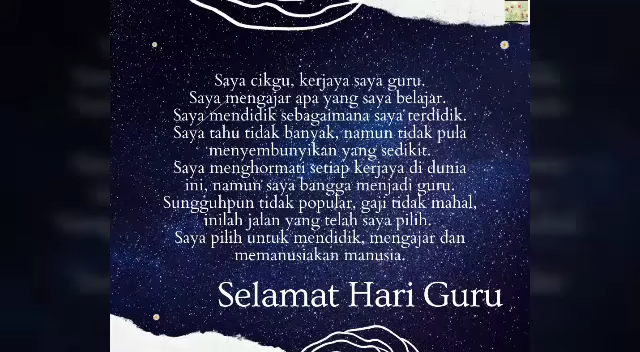 Saya cikgu, kerjaya saya guru.
Saya mengajar apa yang saya belajar.
Saya mendidik sebagaimana saya terdidik.
Saya tahu tidak banyak, namun tidak pula
menyembunyikan yang sedikit.
Saya menghormati setiap kerjaya di dunia
ini, namun saya bangga menjadi guru.
Sungguhpun tidak popular, gaji tidak mahal,
inilah jalan yang telah saya pilih.
Saya pilih untuk mendidik, mengajar dan
memanusiakan manusia.
Selamat Hari Guru